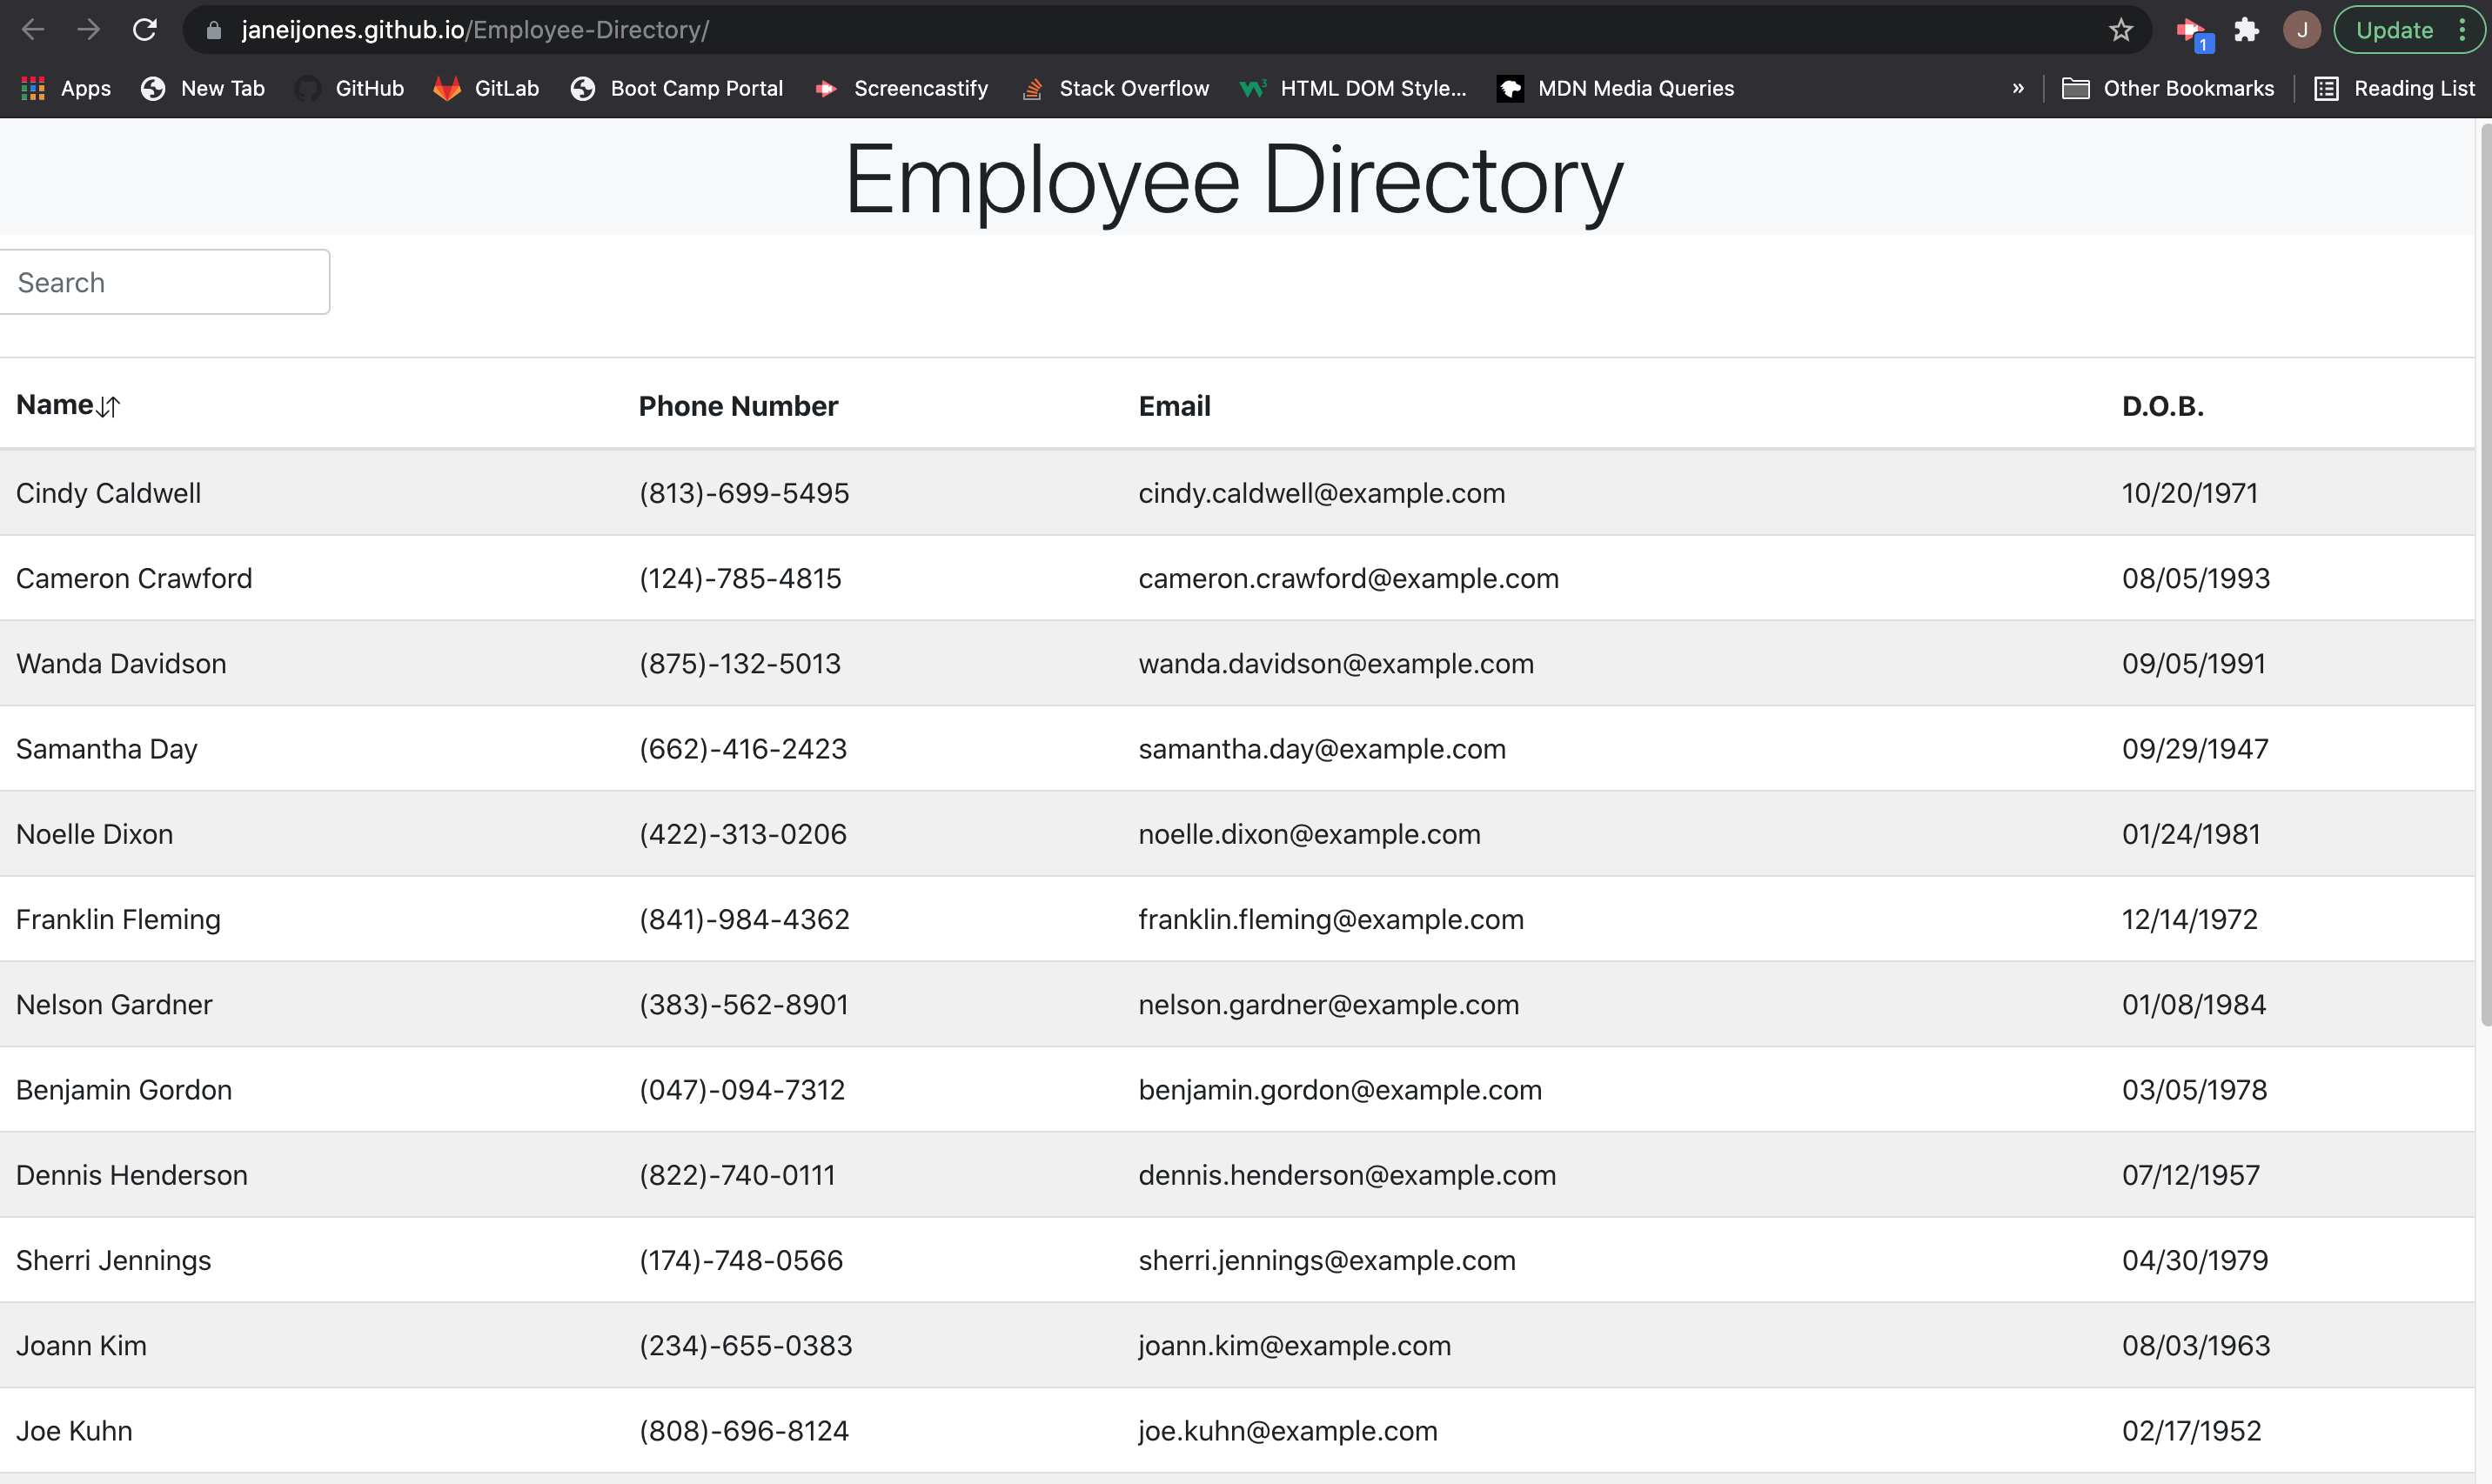 janeijones.github.io/Employee-Directory/ 1 J Update
Apps New Tab GitHub GitLab Boot Camp Portal Screencastify Stack Overflow HTML DOM Style... MDN Media Queries » Other Bookmarks Reading List
Employee Directory
Search
Name Phone Number Email D.O.B.
Cindy Caldwell (813)-699-5495 cindy.caldwell@example.com 10/20/1971
Cameron Crawford (124)-785-4815 cameron.crawford@example.com 08/05/1993
Wanda Davidson (875)-132-5013 wanda.davidson@example.com 09/05/1991
Samantha Day (662)-416-2423 samantha.day@example.com 09/29/1947
Noelle Dixon (422)-313-0206 noelle.dixon@example.com 01/24/1981
Franklin Fleming (841)-984-4362 franklin.fleming@example.com 12/14/1972
Nelson Gardner (383)-562-8901 nelson.gardner@example.com 01/08/1984
Benjamin Gordon (047)-094-7312 benjamin.gordon@example.com 03/05/1978
Dennis Henderson (822)-740-0111 dennis.henderson@example.com 07/12/1957
Sherri Jennings (174)-748-0566 sherri.jennings@example.com 04/30/1979
Joann Kim (234)-655-0383 joann.kim@example.com 08/03/1963
Joe Kuhn (808)-696-8124 joe.kuhn@example.com 02/17/1952